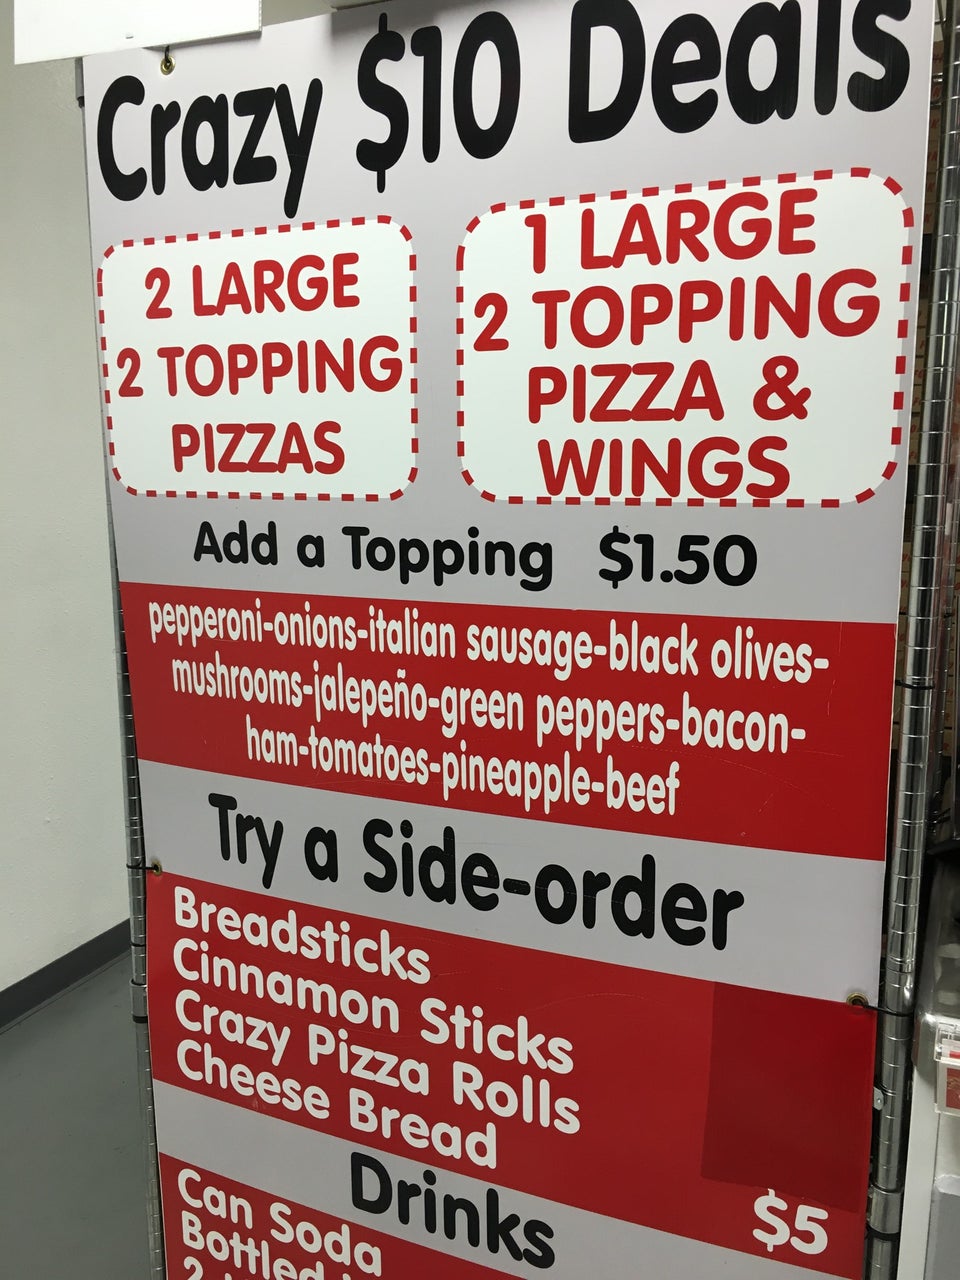 Crazy $10 Deals
2 LARGE
2 TOPPING
PIZZAS
1 LARGE
2 TOPPING
PIZZA &
WINGS
Add a Topping $1.50
pepperoni-onions-italian sausage-black olives-
mushrooms-jalepeño-green peppers-bacon-
ham-tomatoes-pineapple-beef
Try a Side-order
Breadsticks
Cinnamon Sticks
Crazy Pizza Rolls
Cheese Bread
$5
Drinks
Can Soda
Bottled
2